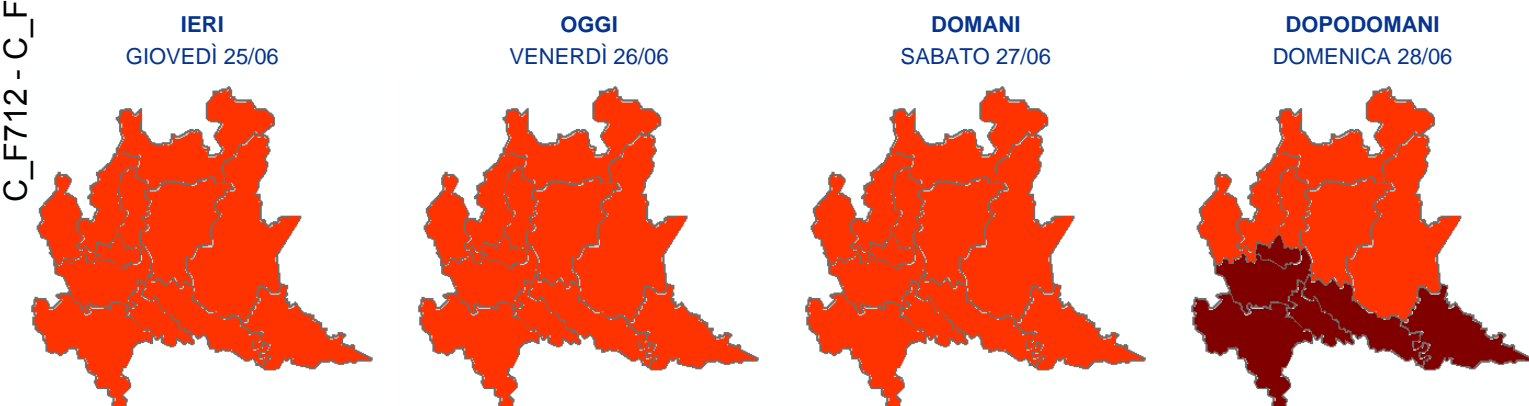 C_F712 - C_F
IERI
GIOVEDÌ 25/06
OGGI
VENERDÌ 26/06
DOMANI
SABATO 27/06
DOPODOMANI
DOMENICA 28/06